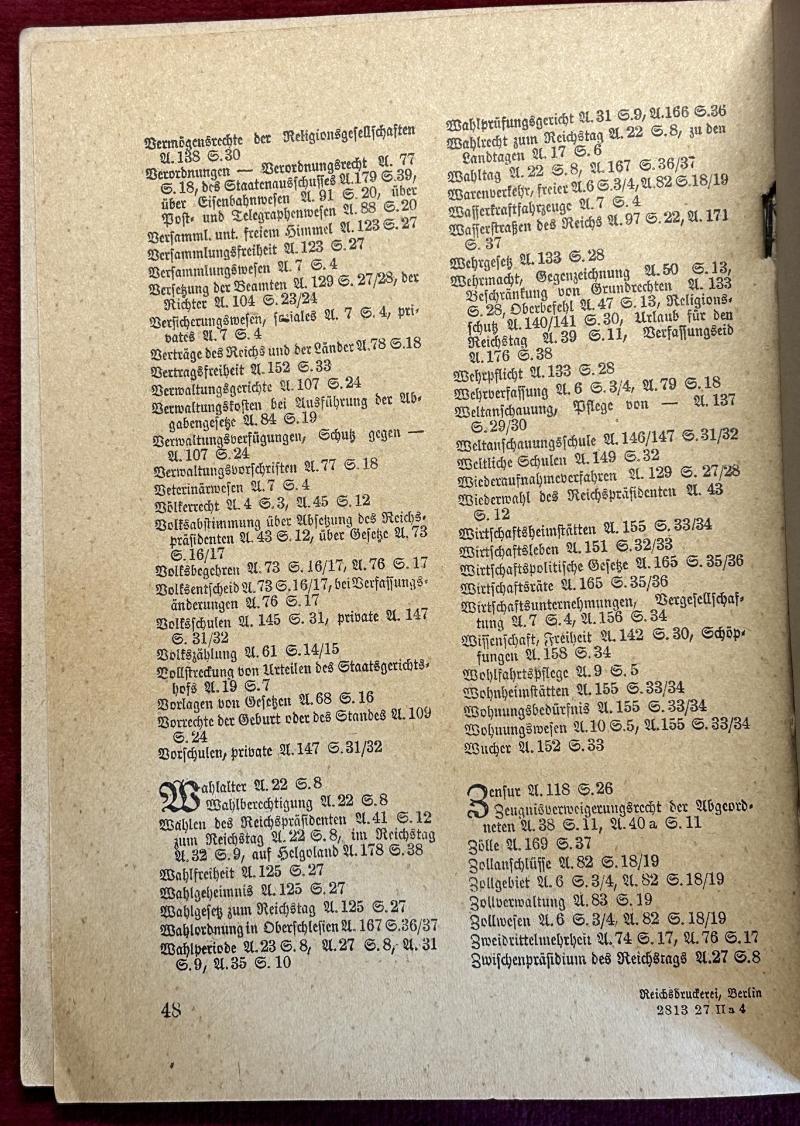 Vermögensrechte der Religionsgesellschaften
A. 138 S. 30
Verordnungen — Verordnungsrecht A. 77
S. 18, des Staatenausschusses A. 179 S. 39,
über Eisenbahnwesen A. 91 S. 20, über
Post- und Telegraphenwesen A. 88 S. 20
Versamml. unt. freiem Himmel A. 123 S. 27
Versammlungsfreiheit A. 123 S. 27
Versammlungswesen A. 7 S. 4
Versetzung der Beamten A. 129 S. 27/28, der
Richter A. 104 S. 23/24
Versicherungswesen, soziales A. 7 S. 4, pri-
vates A. 7 S. 4
Verträge des Reichs und der Länder A. 78 S. 18
Vertragsfreiheit A. 152 S. 33
Verwaltungsgerichte A. 107 S. 24
Verwaltungskosten bei Ausführung der Ab-
gabengesetze A. 84 S. 19
Verwaltungsverfügungen, Schutz gegen —
A. 107 S. 24
Verwaltungsvorschriften A. 77 S. 18
Veterinärwesen A. 7 S. 4
Völkerrecht A. 4 S. 3, A. 45 S. 12
Volksabstimmung über Absetzung des Reichs-
präsidenten A. 43 S. 12, über Gesetze A. 73
S. 16/17
Volksbegehren A. 73 S. 16/17, A. 76 S. 17
Volksentscheid A. 73 S. 16/17, bei Verfassungs-
änderungen A. 76 S. 17
Volksschulen A. 145 S. 31, private A. 147
S. 31/32
Volkszählung A. 61 S. 14/15
Vollstreckung von Urteilen des Staatsgerichts-
hofs A. 19 S. 7
Vorlagen von Gesetzen A. 68 S. 16
Vorrechte der Geburt oder des Standes A. 109
S. 24
Vorschulen, private A. 147 S. 31/32
Wahlalter A. 22 S. 8
Wahlberechtigung A. 22 S. 8
Wahlen des Reichspräsidenten A. 41 S. 12
zum Reichstag A. 22 S. 8, im Reichstag
A. 32 S. 9, auf Helgoland A. 178 S. 38
Wahlfreiheit A. 125 S. 27
Wahlgeheimnis A. 125 S. 27
Wahlgesetz zum Reichstag A. 125 S. 27
Wahlordnung in Oberschlesien A. 167 S. 36/37
Wahlperiode A. 23 S. 8, A. 27 S. 8, A. 31
S. 9, A. 35 S. 10
Wahlprüfungsgericht A. 31 S. 9, A. 166 S. 36
Wahlrecht zum Reichstag A. 22 S. 8, zu den
Landtagen A. 17 S. 6
Wahltag A. 22 S. 8, A. 167 S. 36/37
Warenverkehr, freier A. 6 S. 3/4, A. 82 S. 18/19
Wasserkraftfahrzeuge A. 7 S. 4
Wasserstraßen des Reichs A. 97 S. 22, A. 171
S. 37
Wehrgesetz A. 133 S. 28
Wehrmacht, Gegenzeichnung A. 50 S. 13,
Beschränkung von Grundrechten A. 133
S. 28, Oberbefehl A. 47 S. 13, Religions-
schutz A. 140/141 S. 30, Urlaub für den
Reichstag A. 39 S. 11, Verfassungseid
A. 176 S. 38
Wehrpflicht A. 133 S. 28
Wehrverfassung A. 6 S. 3/4, A. 79 S. 18
Weltanschauung, Pflege von — A. 137
S. 29/30
Weltanschauungsschule A. 146/147 S. 31/32
Weltliche Schulen A. 149 S. 32
Wiederaufnahmeverfahren A. 129 S. 27/28
Wiederwahl des Reichspräsidenten A. 43
S. 12
Wirtschaftsheimstätten A. 155 S. 33/34
Wirtschaftsleben A. 151 S. 32/33
Wirtschaftspolitische Gesetze A. 165 S. 35/36
Wirtschaftsräte A. 165 S. 35/36
Wirtschaftsunternehmungen, Vergesellschaf-
tung A. 7 S. 4, A. 156 S. 34
Wissenschaft, Freiheit A. 142 S. 30, Schöp-
fungen A. 158 S. 34
Wohlfahrtspflege A. 9 S. 5
Wohnheimstätten A. 155 S. 33/34
Wohnungsbedürfnis A. 155 S. 33/34
Wohnungswesen A. 10 S. 5, A. 155 S. 33/34
Wucher A. 152 S. 33
Zensur A. 118 S. 26
Zeugnisverweigerungsrecht der Abgeord-
neten A. 38 S. 11, A. 40a S. 11
Zölle A. 169 S. 37
Zollanschlüsse A. 82 S. 18/19
Zollgebiet A. 6 S. 3/4, A. 82 S. 18/19
Zollverwaltung A. 83 S. 19
Zollwesen A. 6 S. 3/4, A. 82 S. 18/19
Zweidrittelmehrheit A. 74 S. 17, A. 76 S. 17
Zwischenpräsidium des Reichstags A. 27 S. 8
48
Reichsdruckerei, Berlin
2813 27 II a 4